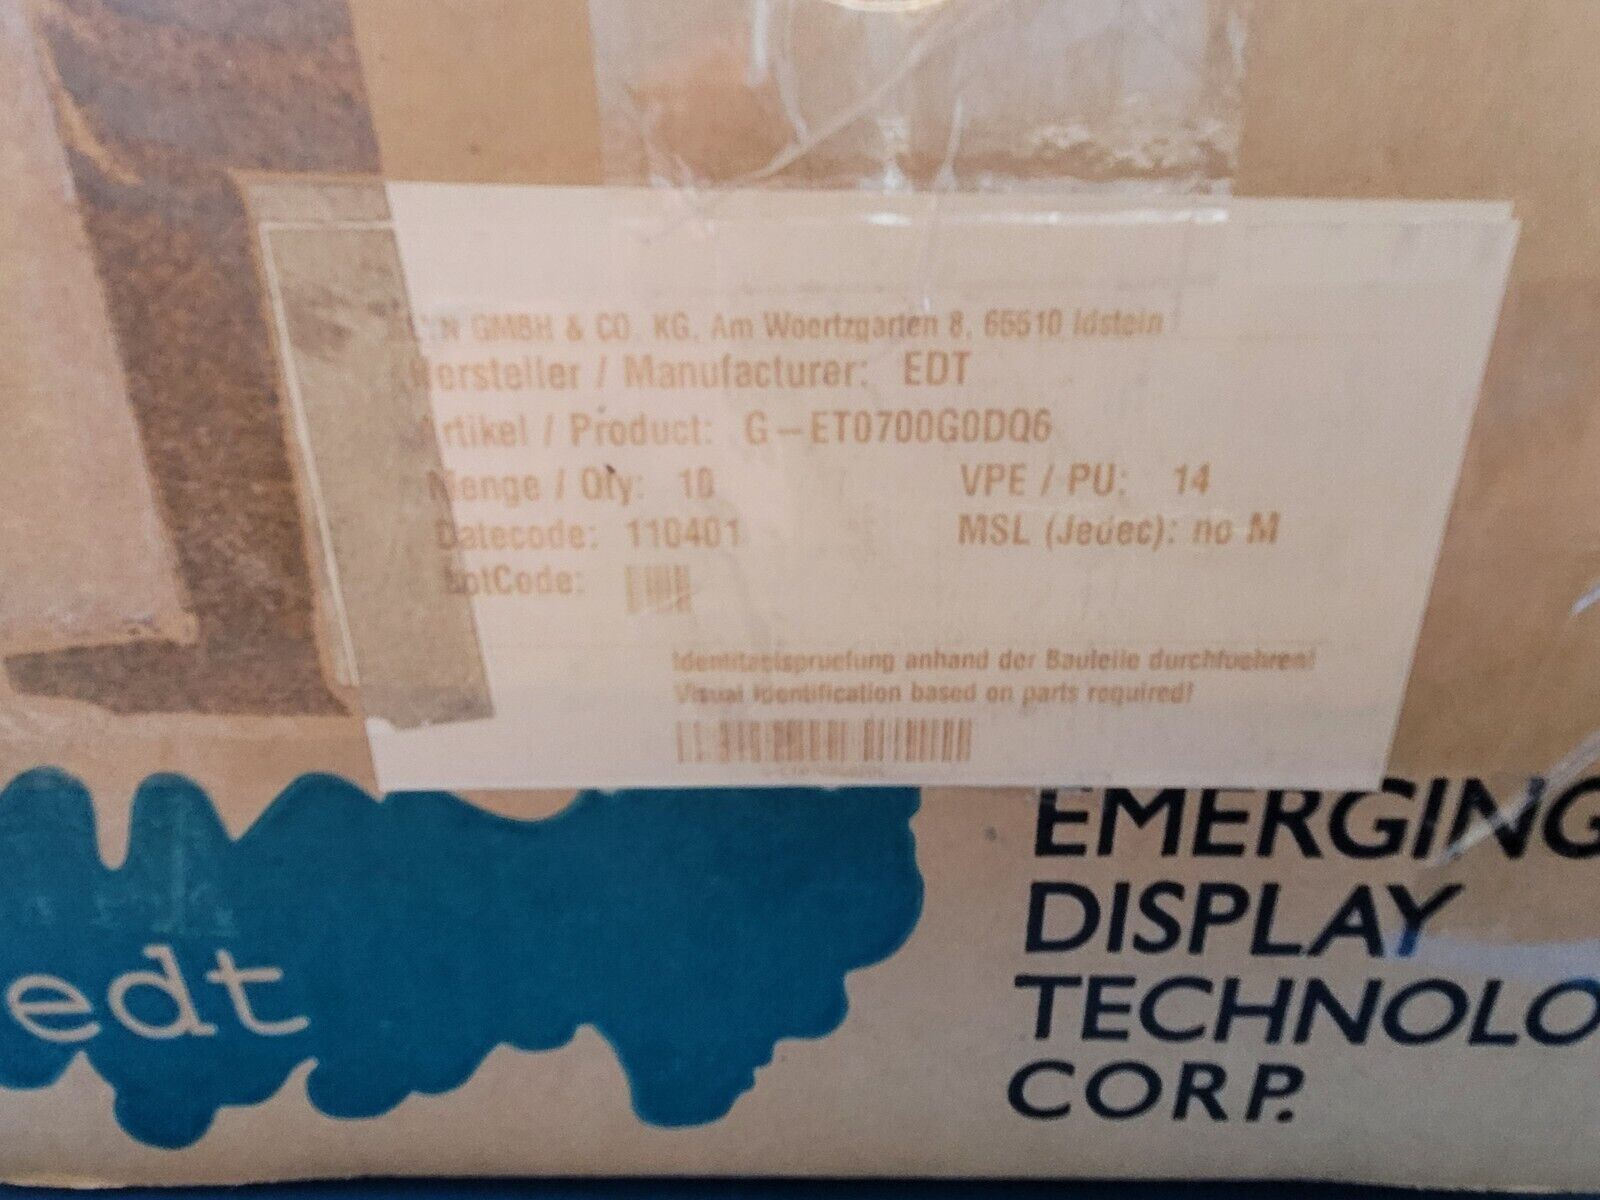 GMBH & CO. KG, Am Woertzgarten 8, 65510 Idstein
Hersteller / Manufacturer: EDT
Artikel / Product: G-ET0700G0DQ6
Menge / Qty: 10 VPE / PU: 14
Datecode: 110401 MSL (Jedec): no M
LotCode:
Identitaetspruefung anhand der Bauteile durchfuehren!
Visual identification based on parts required!
edt
EMERGING
DISPLAY
TECHNOLO
CORP.